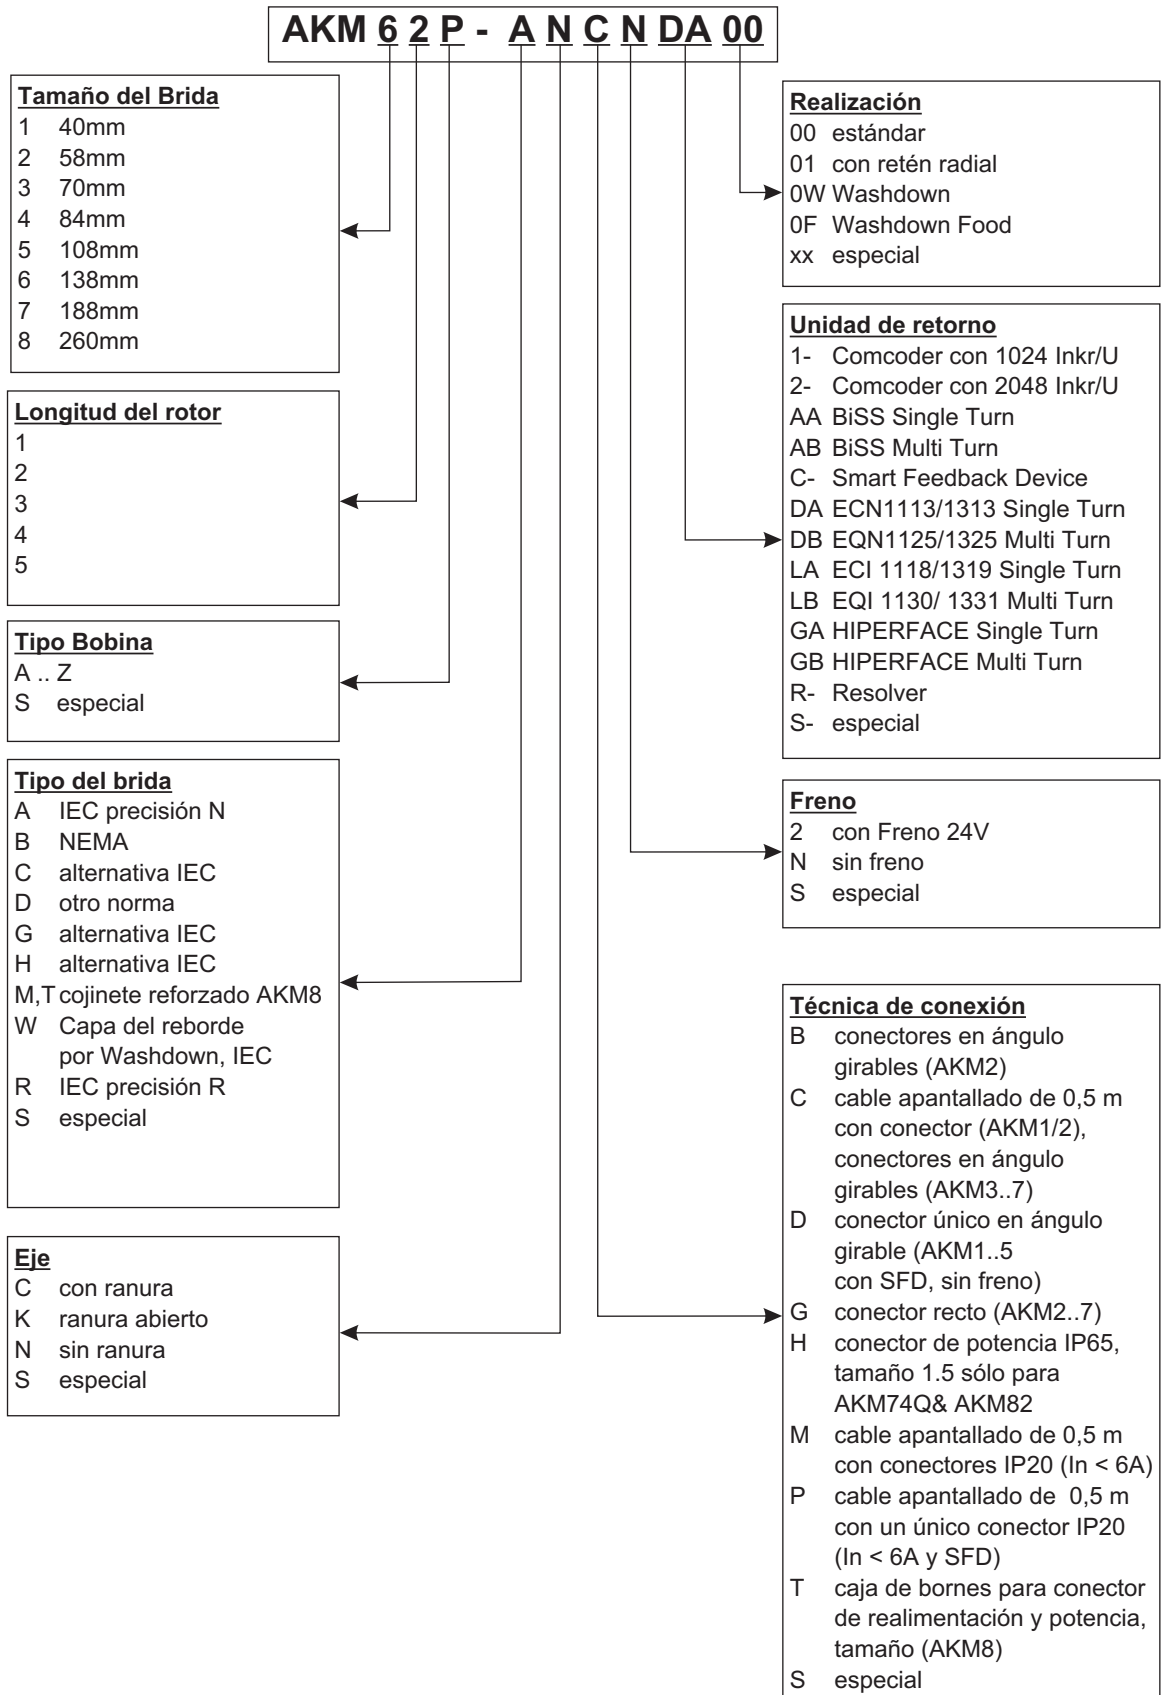 AKM 6 2 P - A N C N DA 00
Tamaño del Brida
1 40mm
2 58mm
3 70mm
4 84mm
5 108mm
6 138mm
7 188mm
8 260mm
Longitud del rotor
1
2
3
4
5
Tipo Bobina
A .. Z
S especial
Tipo del brida
A IEC precisión N
B NEMA
C alternativa IEC
D otro norma
G alternativa IEC
H alternativa IEC
M,T cojinete reforzado AKM8
W Capa del reborde
por Washdown, IEC
R IEC precisión R
S especial
Eje
C con ranura
K ranura abierto
N sin ranura
S especial
Realización
00 estándar
01 con retén radial
0W Washdown
0F Washdown Food
xx especial
Unidad de retorno
1- Comcoder con 1024 Inkr/U
2- Comcoder con 2048 Inkr/U
AA BiSS Single Turn
AB BiSS Multi Turn
C- Smart Feedback Device
DA ECN1113/1313 Single Turn
DB EQN1125/1325 Multi Turn
LA ECI 1118/1319 Single Turn
LB EQI 1130/ 1331 Multi Turn
GA HIPERFACE Single Turn
GB HIPERFACE Multi Turn
R- Resolver
S- especial
Freno
2 con Freno 24V
N sin freno
S especial
Técnica de conexión
B conectores en ángulo
girables (AKM2)
C cable apantallado de 0,5 m
con conector (AKM1/2),
conectores en ángulo
girables (AKM3..7)
D conector único en ángulo
girable (AKM1..5
con SFD, sin freno)
G conector recto (AKM2..7)
H conector de potencia IP65,
tamaño 1.5 sólo para
AKM74Q& AKM82
M cable apantallado de 0,5 m
con conectores IP20 (In < 6A)
P cable apantallado de 0,5 m
con un único conector IP20
(In < 6A y SFD)
T caja de bornes para conector
de realimentación y potencia,
tamaño (AKM8)
S especial